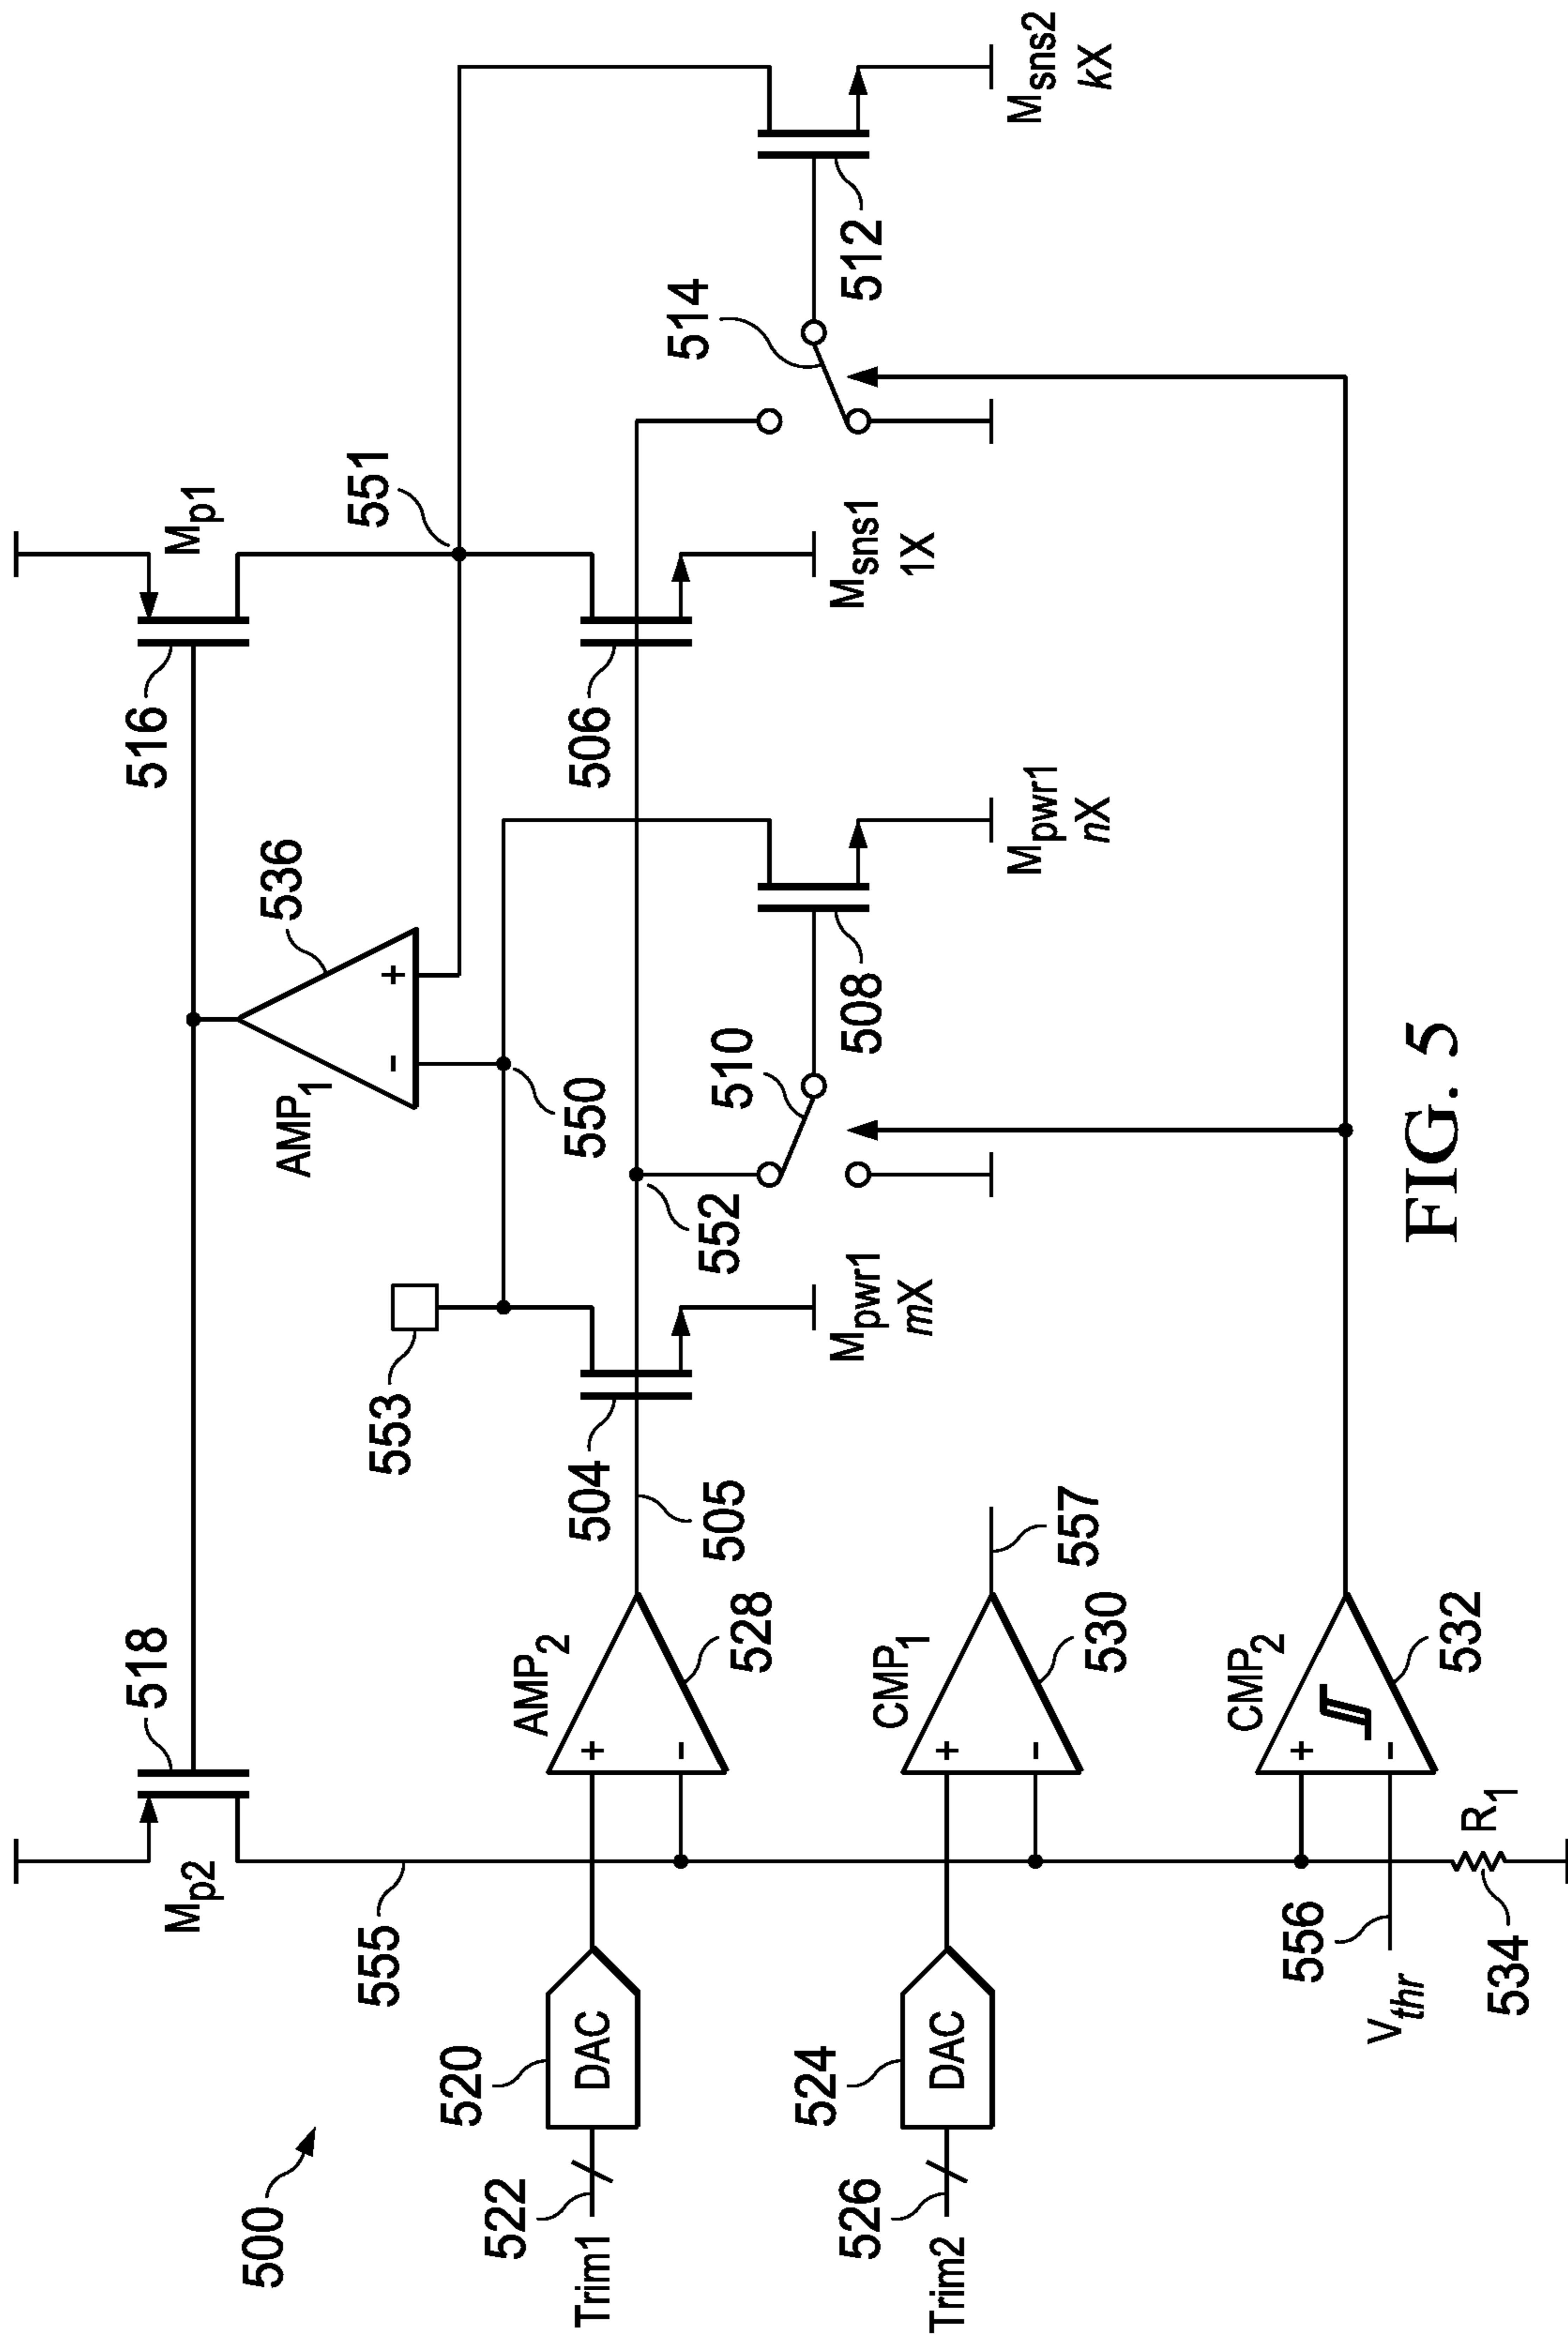 500
Mp2
518
555
516
Mp1
AMP1
536
-
+
551
553
550
Trim1
522
520
DAC
+
-
AMP2
528
505
504
Mpwr1
mX
552
510
508
Mpwr1
nX
506
Msns1
1X
514
512
Msns2
kX
Trim2
526
524
DAC
+
-
CMP1
530
557
Vthr
556
+
-
CMP2
532
R1
534
FIG. 5